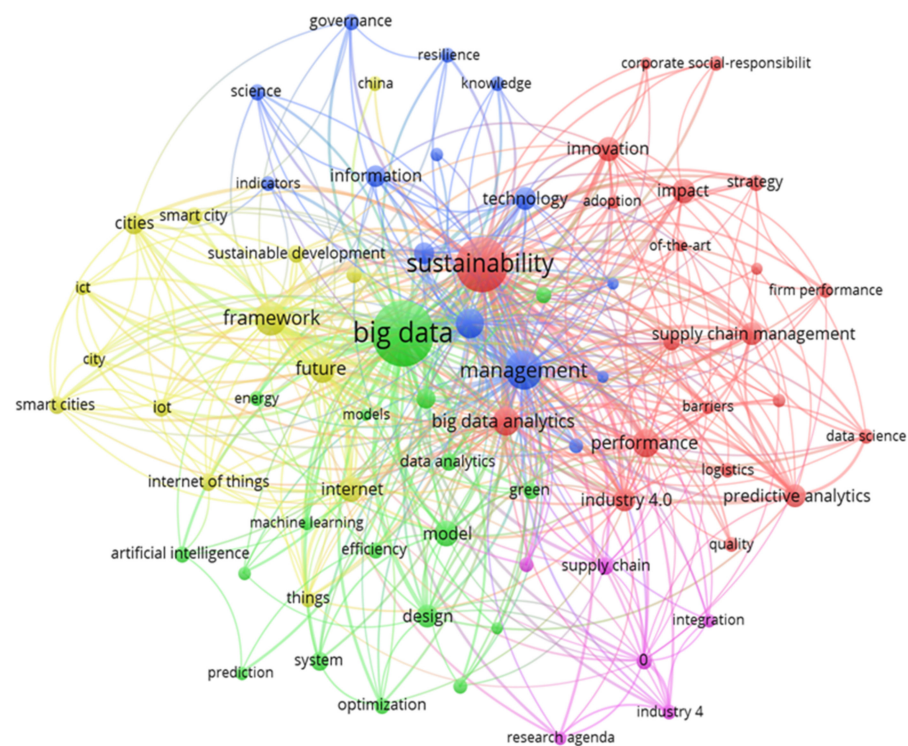 governance
resilience
corporate social-responsibilit
china
knowledge
science
innovation
information
indicators
impact
strategy
technology
adoption
smart city
cities
of-the-art
sustainable development
sustainability
ict
firm performance
framework
big data
supply chain management
city
future
management
energy
smart cities
iot
models
barriers
big data analytics
data science
performance
data analytics
logistics
internet of things
internet
green
industry 4.0
predictive analytics
machine learning
model
artificial intelligence
efficiency
quality
supply chain
things
design
integration
system
0
prediction
optimization
industry 4
research agenda